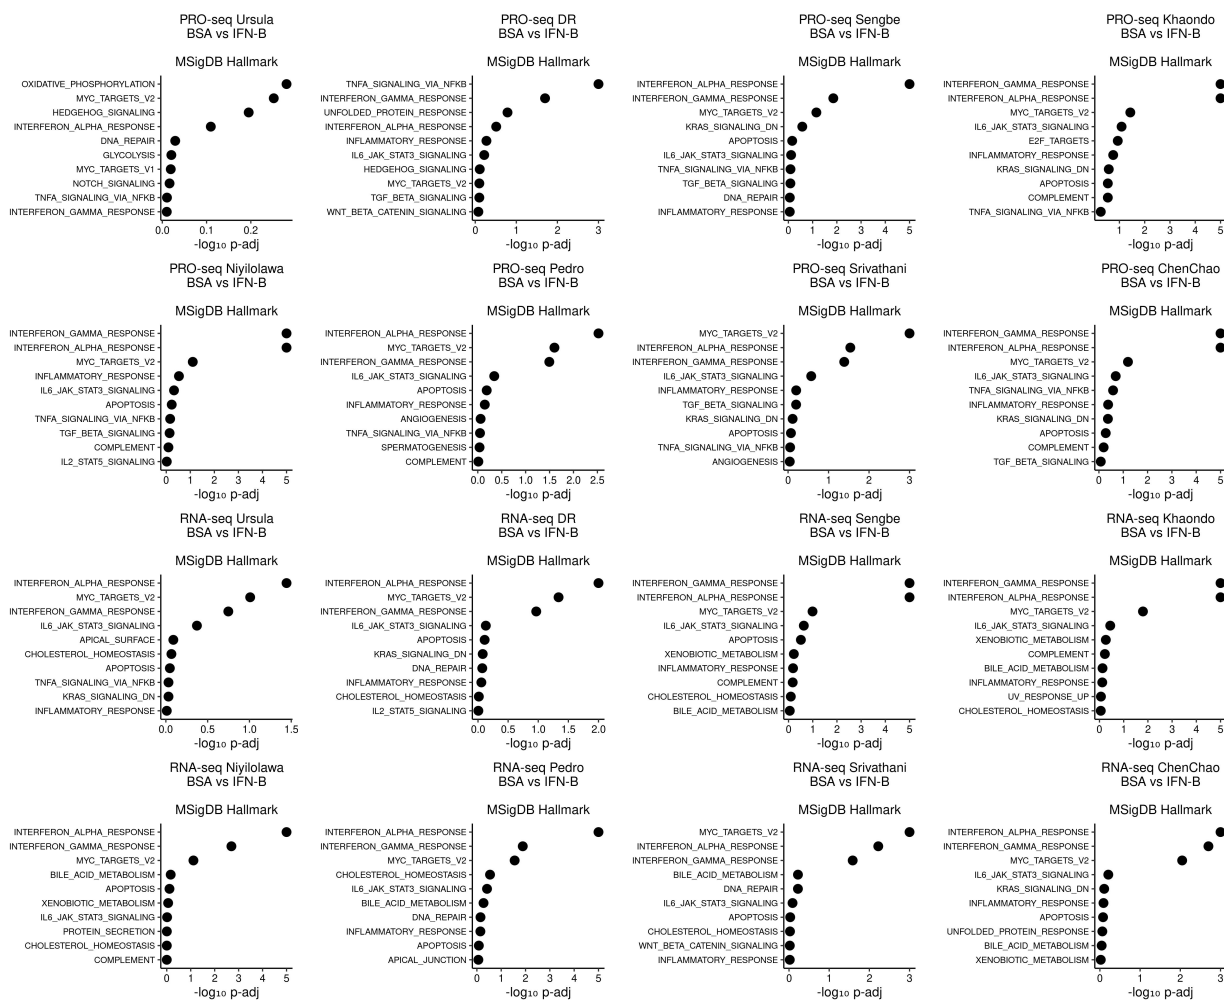 PRO-seq Ursula
BSA vs IFN-B
MSigDB Hallmark
OXIDATIVE_PHOSPHORYLATION
MYC_TARGETS_V2
HEDGEHOG_SIGNALING
INTERFERON_ALPHA_RESPONSE
DNA_REPAIR
GLYCOLYSIS
MYC_TARGETS_V1
NOTCH_SIGNALING
TNFA_SIGNALING_VIA_NFKB
INTERFERON_GAMMA_RESPONSE
0.0 0.1 0.2
-log₁₀ p-adj
PRO-seq DR
BSA vs IFN-B
MSigDB Hallmark
TNFA_SIGNALING_VIA_NFKB
INTERFERON_GAMMA_RESPONSE
UNFOLDED_PROTEIN_RESPONSE
INTERFERON_ALPHA_RESPONSE
INFLAMMATORY_RESPONSE
IL6_JAK_STAT3_SIGNALING
HEDGEHOG_SIGNALING
MYC_TARGETS_V2
TGF_BETA_SIGNALING
WNT_BETA_CATENIN_SIGNALING
0 1 2 3
-log₁₀ p-adj
PRO-seq Sengbe
BSA vs IFN-B
MSigDB Hallmark
INTERFERON_ALPHA_RESPONSE
INTERFERON_GAMMA_RESPONSE
MYC_TARGETS_V2
KRAS_SIGNALING_DN
APOPTOSIS
IL6_JAK_STAT3_SIGNALING
TNFA_SIGNALING_VIA_NFKB
TGF_BETA_SIGNALING
DNA_REPAIR
INFLAMMATORY_RESPONSE
0 1 2 3 4 5
-log₁₀ p-adj
PRO-seq Khaondo
BSA vs IFN-B
MSigDB Hallmark
INTERFERON_GAMMA_RESPONSE
INTERFERON_ALPHA_RESPONSE
MYC_TARGETS_V2
IL6_JAK_STAT3_SIGNALING
E2F_TARGETS
INFLAMMATORY_RESPONSE
KRAS_SIGNALING_DN
APOPTOSIS
COMPLEMENT
TNFA_SIGNALING_VIA_NFKB
1 2 3 4 5
-log₁₀ p-adj
PRO-seq Niyilolawa
BSA vs IFN-B
MSigDB Hallmark
INTERFERON_GAMMA_RESPONSE
INTERFERON_ALPHA_RESPONSE
MYC_TARGETS_V2
INFLAMMATORY_RESPONSE
IL6_JAK_STAT3_SIGNALING
APOPTOSIS
TNFA_SIGNALING_VIA_NFKB
TGF_BETA_SIGNALING
COMPLEMENT
IL2_STAT5_SIGNALING
0 1 2 3 4 5
-log₁₀ p-adj
PRO-seq Pedro
BSA vs IFN-B
MSigDB Hallmark
INTERFERON_ALPHA_RESPONSE
MYC_TARGETS_V2
INTERFERON_GAMMA_RESPONSE
IL6_JAK_STAT3_SIGNALING
APOPTOSIS
INFLAMMATORY_RESPONSE
ANGIOGENESIS
TNFA_SIGNALING_VIA_NFKB
SPERMATOGENESIS
COMPLEMENT
0.0 0.5 1.0 1.5 2.0 2.5
-log₁₀ p-adj
PRO-seq Srivathani
BSA vs IFN-B
MSigDB Hallmark
MYC_TARGETS_V2
INTERFERON_ALPHA_RESPONSE
INTERFERON_GAMMA_RESPONSE
IL6_JAK_STAT3_SIGNALING
INFLAMMATORY_RESPONSE
TGF_BETA_SIGNALING
KRAS_SIGNALING_DN
APOPTOSIS
TNFA_SIGNALING_VIA_NFKB
ANGIOGENESIS
0 1 2 3
-log₁₀ p-adj
PRO-seq ChenChao
BSA vs IFN-B
MSigDB Hallmark
INTERFERON_GAMMA_RESPONSE
INTERFERON_ALPHA_RESPONSE
MYC_TARGETS_V2
IL6_JAK_STAT3_SIGNALING
TNFA_SIGNALING_VIA_NFKB
INFLAMMATORY_RESPONSE
KRAS_SIGNALING_DN
APOPTOSIS
COMPLEMENT
TGF_BETA_SIGNALING
0 1 2 3 4 5
-log₁₀ p-adj
RNA-seq Ursula
BSA vs IFN-B
MSigDB Hallmark
INTERFERON_ALPHA_RESPONSE
MYC_TARGETS_V2
INTERFERON_GAMMA_RESPONSE
IL6_JAK_STAT3_SIGNALING
APICAL_SURFACE
CHOLESTEROL_HOMEOSTASIS
APOPTOSIS
TNFA_SIGNALING_VIA_NFKB
KRAS_SIGNALING_DN
INFLAMMATORY_RESPONSE
0.0 0.5 1.0 1.5
-log₁₀ p-adj
RNA-seq DR
BSA vs IFN-B
MSigDB Hallmark
INTERFERON_ALPHA_RESPONSE
MYC_TARGETS_V2
INTERFERON_GAMMA_RESPONSE
IL6_JAK_STAT3_SIGNALING
APOPTOSIS
KRAS_SIGNALING_DN
DNA_REPAIR
INFLAMMATORY_RESPONSE
CHOLESTEROL_HOMEOSTASIS
IL2_STAT5_SIGNALING
0.0 0.5 1.0 1.5 2.0
-log₁₀ p-adj
RNA-seq Sengbe
BSA vs IFN-B
MSigDB Hallmark
INTERFERON_GAMMA_RESPONSE
INTERFERON_ALPHA_RESPONSE
MYC_TARGETS_V2
IL6_JAK_STAT3_SIGNALING
APOPTOSIS
XENOBIOTIC_METABOLISM
INFLAMMATORY_RESPONSE
COMPLEMENT
CHOLESTEROL_HOMEOSTASIS
BILE_ACID_METABOLISM
0 1 2 3 4 5
-log₁₀ p-adj
RNA-seq Khaondo
BSA vs IFN-B
MSigDB Hallmark
INTERFERON_GAMMA_RESPONSE
INTERFERON_ALPHA_RESPONSE
MYC_TARGETS_V2
IL6_JAK_STAT3_SIGNALING
XENOBIOTIC_METABOLISM
COMPLEMENT
BILE_ACID_METABOLISM
INFLAMMATORY_RESPONSE
UV_RESPONSE_UP
CHOLESTEROL_HOMEOSTASIS
0 1 2 3 4 5
-log₁₀ p-adj
RNA-seq Niyilolawa
BSA vs IFN-B
MSigDB Hallmark
INTERFERON_ALPHA_RESPONSE
INTERFERON_GAMMA_RESPONSE
MYC_TARGETS_V2
BILE_ACID_METABOLISM
APOPTOSIS
XENOBIOTIC_METABOLISM
IL6_JAK_STAT3_SIGNALING
PROTEIN_SECRETION
CHOLESTEROL_HOMEOSTASIS
COMPLEMENT
0 1 2 3 4 5
-log₁₀ p-adj
RNA-seq Pedro
BSA vs IFN-B
MSigDB Hallmark
INTERFERON_ALPHA_RESPONSE
INTERFERON_GAMMA_RESPONSE
MYC_TARGETS_V2
CHOLESTEROL_HOMEOSTASIS
IL6_JAK_STAT3_SIGNALING
BILE_ACID_METABOLISM
DNA_REPAIR
INFLAMMATORY_RESPONSE
APOPTOSIS
APICAL_JUNCTION
0 1 2 3 4 5
-log₁₀ p-adj
RNA-seq Srivathani
BSA vs IFN-B
MSigDB Hallmark
MYC_TARGETS_V2
INTERFERON_ALPHA_RESPONSE
INTERFERON_GAMMA_RESPONSE
BILE_ACID_METABOLISM
DNA_REPAIR
IL6_JAK_STAT3_SIGNALING
APOPTOSIS
CHOLESTEROL_HOMEOSTASIS
WNT_BETA_CATENIN_SIGNALING
INFLAMMATORY_RESPONSE
0 1 2 3
-log₁₀ p-adj
RNA-seq ChenChao
BSA vs IFN-B
MSigDB Hallmark
INTERFERON_ALPHA_RESPONSE
INTERFERON_GAMMA_RESPONSE
MYC_TARGETS_V2
IL6_JAK_STAT3_SIGNALING
KRAS_SIGNALING_DN
INFLAMMATORY_RESPONSE
APOPTOSIS
UNFOLDED_PROTEIN_RESPONSE
BILE_ACID_METABOLISM
XENOBIOTIC_METABOLISM
0 1 2 3
-log₁₀ p-adj